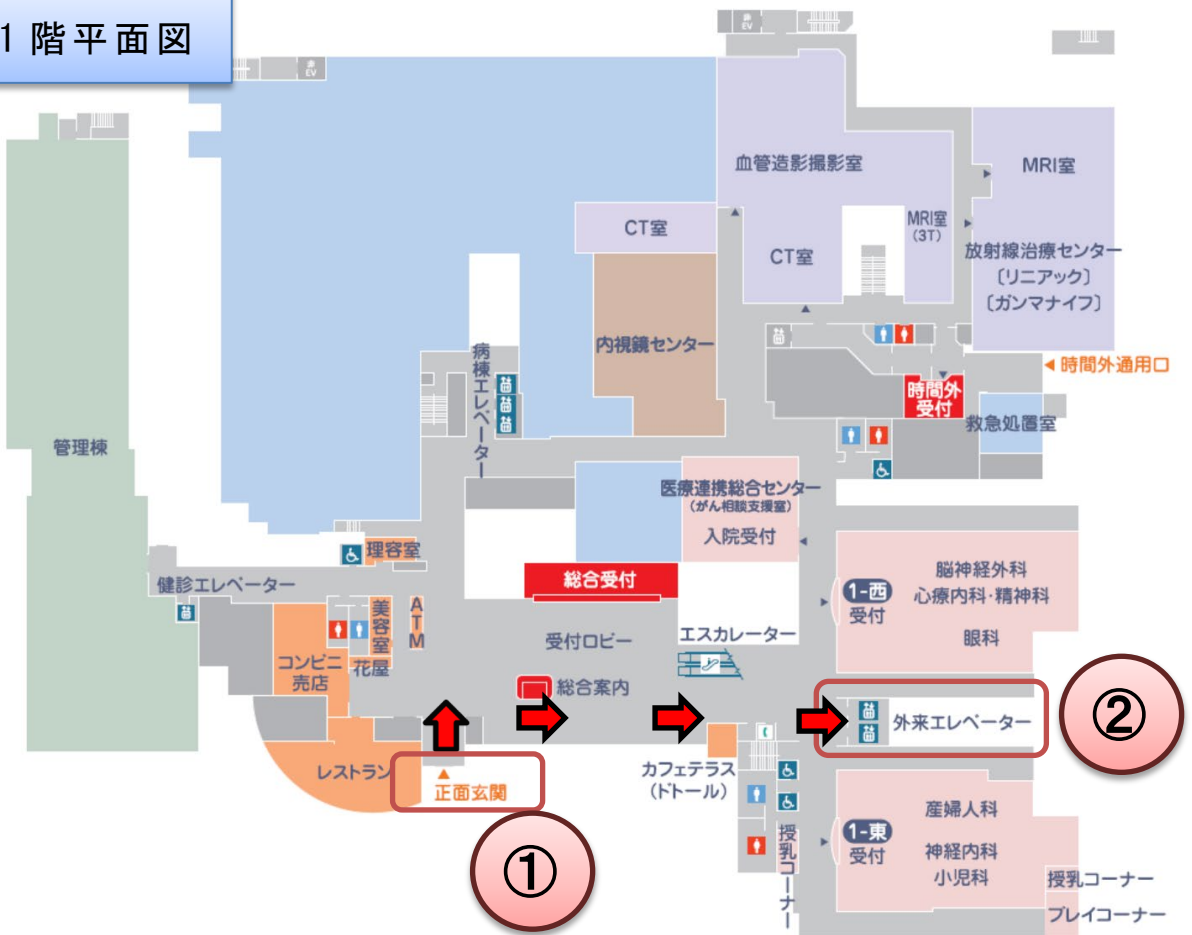 1階平面図
非
EV
非
EV
血管造影撮影室
MRI室
CT室
MRI室
(3T)
CT室
放射線治療センター
〔リニアック〕
〔ガンマナイフ〕
内視鏡センター
病棟エレベーター
時間外通用口
時間外
受付
救急処置室
管理棟
医療連携総合センター
(がん相談支援室)
入院受付
理容室
健診エレベーター
総合受付
1-西
受付
脳神経外科
心療内科・精神科
眼科
美容室
ATM
受付ロビー
エスカレーター
コンビニ
売店
花屋
総合案内
外来エレベーター
②
レストラン
正面玄関
カフェテラス
(ドトール)
①
授乳コーナー
1-東
受付
産婦人科
神経内科
小児科
授乳コーナー
プレイコーナー